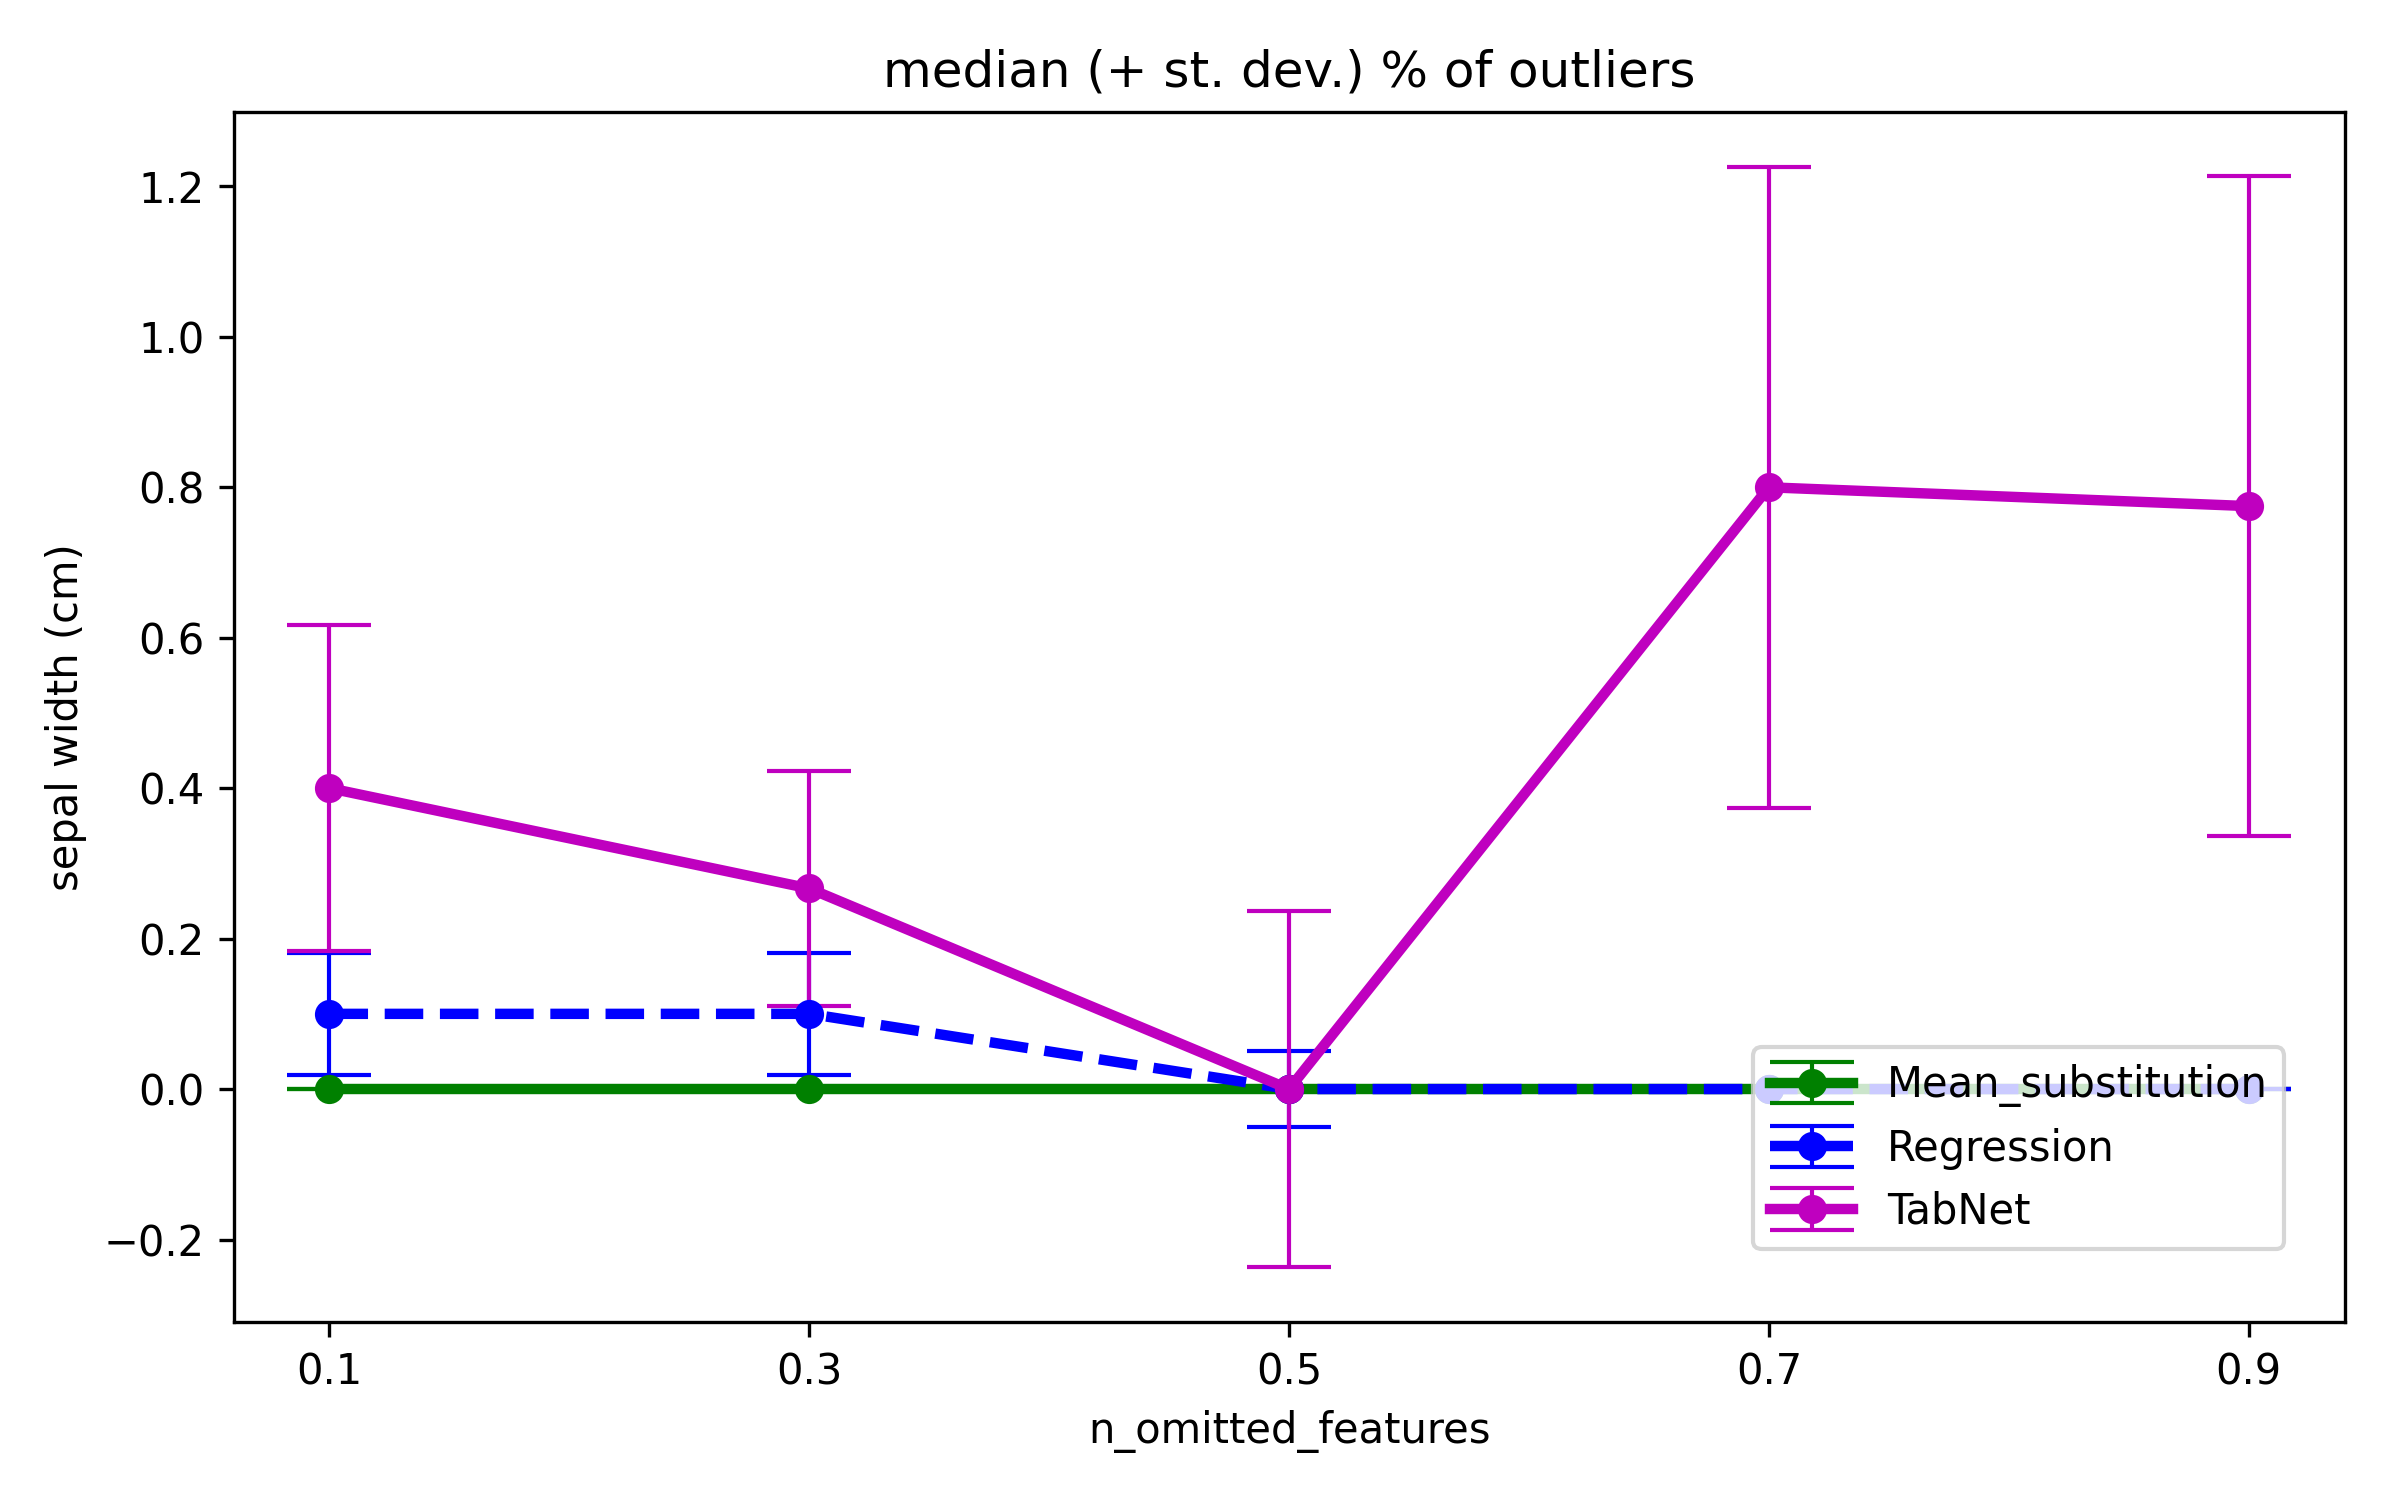 median (+ st. dev.) % of outliers
sepal width (cm)
1.2
1.0
0.8
0.6
0.4
0.2
0.0
−0.2
Mean_substitution
Regression
TabNet
0.1 0.3 0.5 0.7 0.9
n_omitted_features